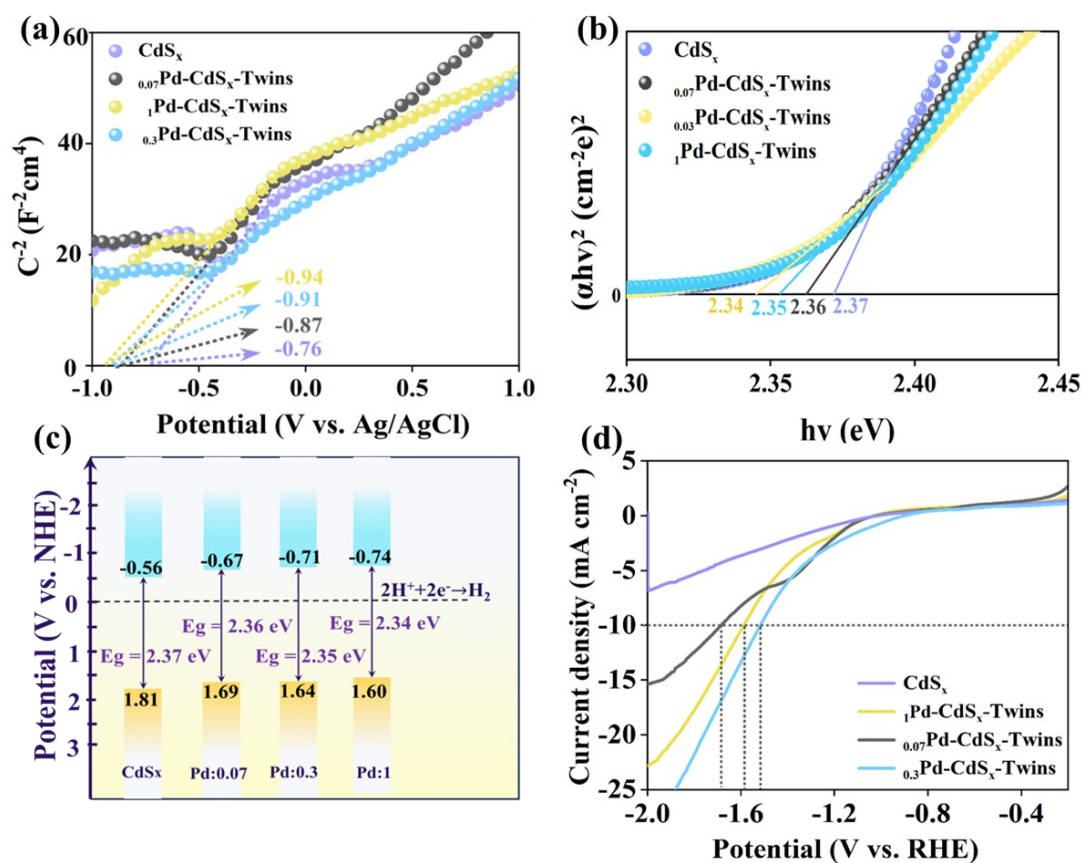 (a)
60
40
20
0
C⁻² (F⁻²cm⁴)
CdSₓ
₀.₀₇Pd-CdSₓ-Twins
₁Pd-CdSₓ-Twins
₀.₃Pd-CdSₓ-Twins
-0.94
-0.91
-0.87
-0.76
-1.0 -0.5 0.0 0.5 1.0
Potential (V vs. Ag/AgCl)
(b)
(αhν)² (cm⁻²e)²
0
CdSₓ
₀.₀₇Pd-CdSₓ-Twins
₀.₀₃Pd-CdSₓ-Twins
₁Pd-CdSₓ-Twins
2.34 2.35 2.36 2.37
2.30 2.35 2.40 2.45
hν (eV)
(c)
Potential (V vs. NHE)
-2
-1
0
1
2
3
-0.56 -0.67 -0.71 -0.74
2H⁺+2e⁻→H₂
Eg = 2.36 eV Eg = 2.34 eV
Eg = 2.37 eV Eg = 2.35 eV
1.81 1.69 1.64 1.60
CdSx Pd:0.07 Pd:0.3 Pd:1
(d)
5
0
-5
-10
-15
-20
-25
Current density (mA cm⁻²)
CdSₓ
₁Pd-CdSₓ-Twins
₀.₀₇Pd-CdSₓ-Twins
₀.₃Pd-CdSₓ-Twins
-2.0 -1.6 -1.2 -0.8 -0.4
Potential (V vs. RHE)